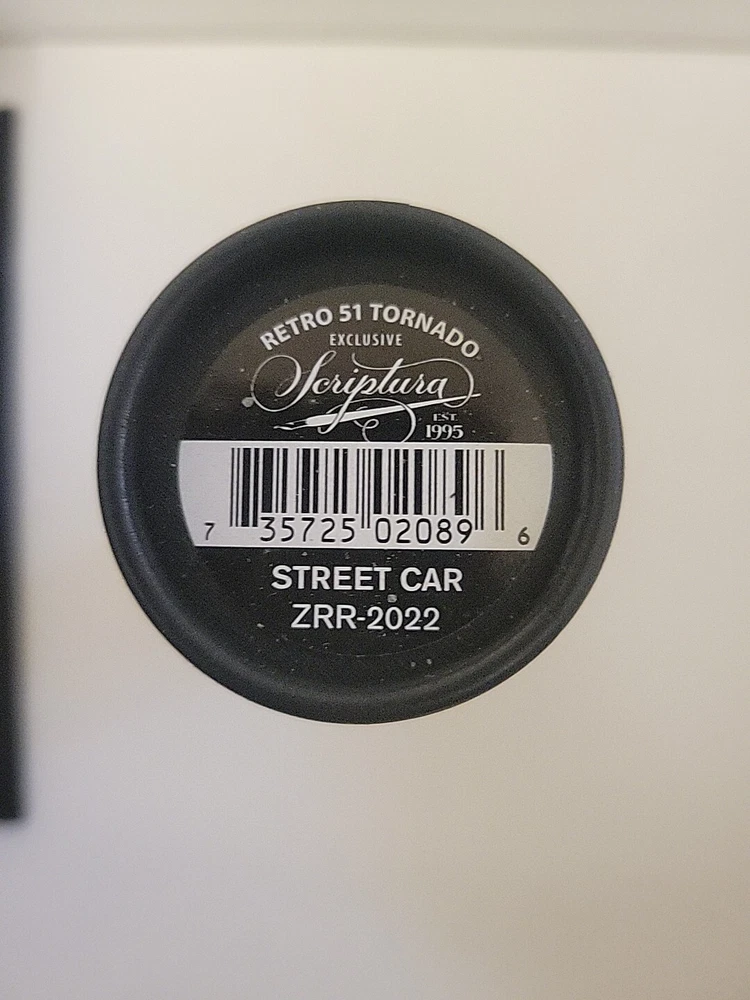 RETRO 51 TORNADO
EXCLUSIVE
Scriptura
EST.
1995
7 35725 02089 6
STREET CAR
ZRR-2022